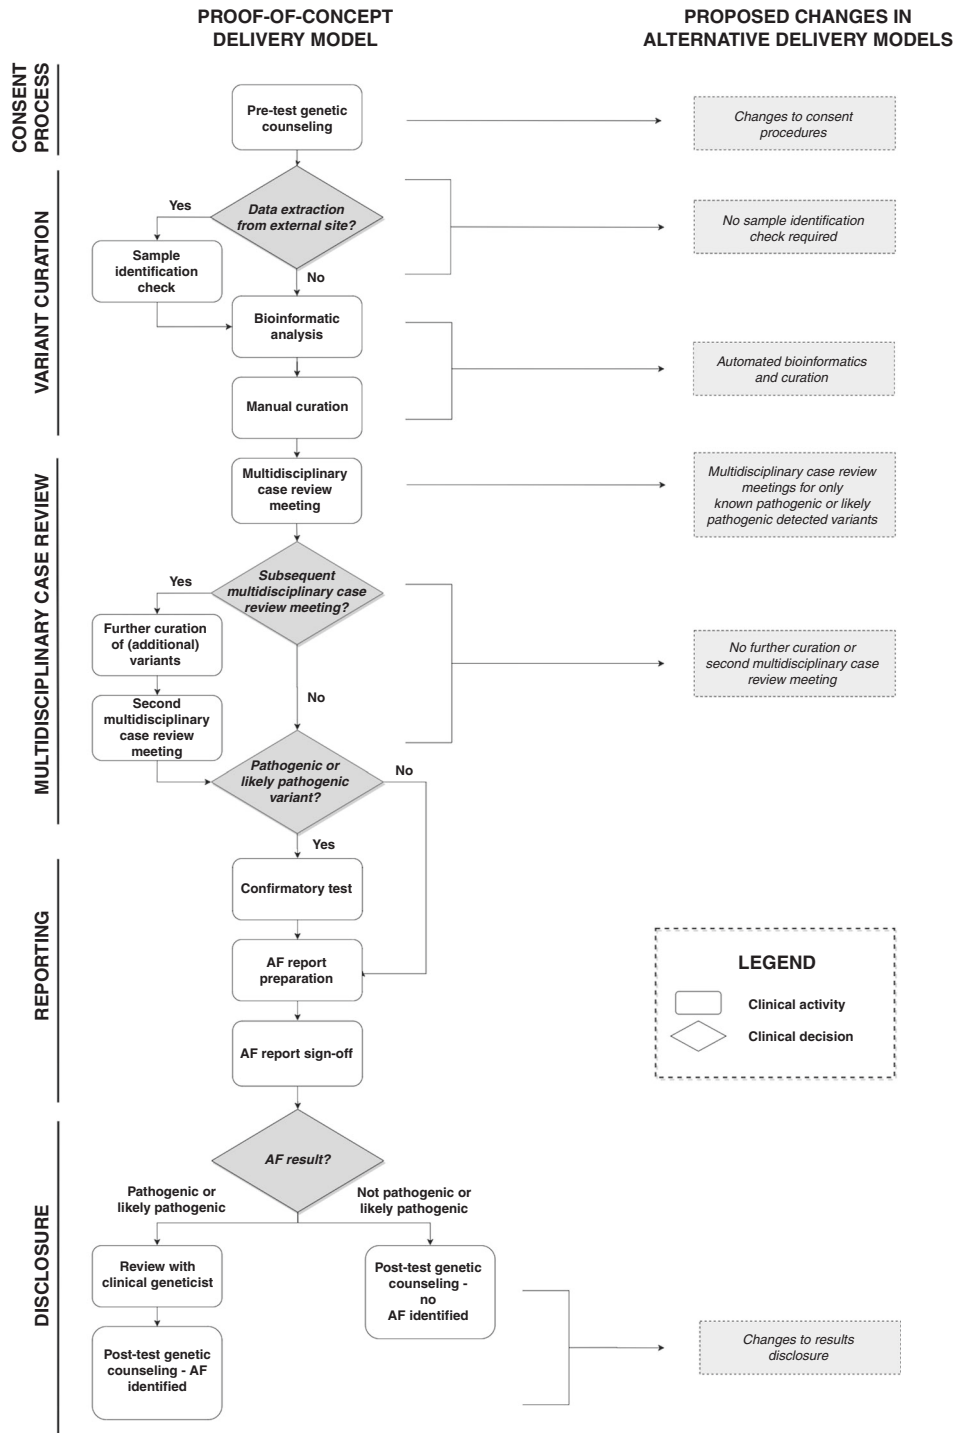 PROOF-OF-CONCEPT
DELIVERY MODEL
PROPOSED CHANGES IN
ALTERNATIVE DELIVERY MODELS
CONSENT
PROCESS
Pre-test genetic
counseling
Changes to consent
procedures
VARIANT CURATION
Data extraction
from external site?
Yes
No
Sample
identification
check
No sample identification
check required
Bioinformatic
analysis
Manual curation
Automated bioinformatics
and curation
MULTIDISCIPLINARY CASE REVIEW
Multidisciplinary
case review
meeting
Multidisciplinary case review
meetings for only
known pathogenic or likely
pathogenic detected variants
Subsequent
multidisciplinary case
review meeting?
Yes
No
Further curation
of (additional)
variants
Second
multidisciplinary
case review
meeting
No further curation or
second multidisciplinary case
review meeting
Pathogenic or
likely pathogenic
variant?
No
Yes
REPORTING
Confirmatory test
AF report
preparation
AF report sign-off
LEGEND
Clinical activity
Clinical decision
DISCLOSURE
AF result?
Pathogenic or
likely pathogenic
Not pathogenic or
likely pathogenic
Review with
clinical geneticist
Post-test genetic
counseling -
no
AF identified
Post-test genetic
counseling - AF
identified
Changes to results
disclosure